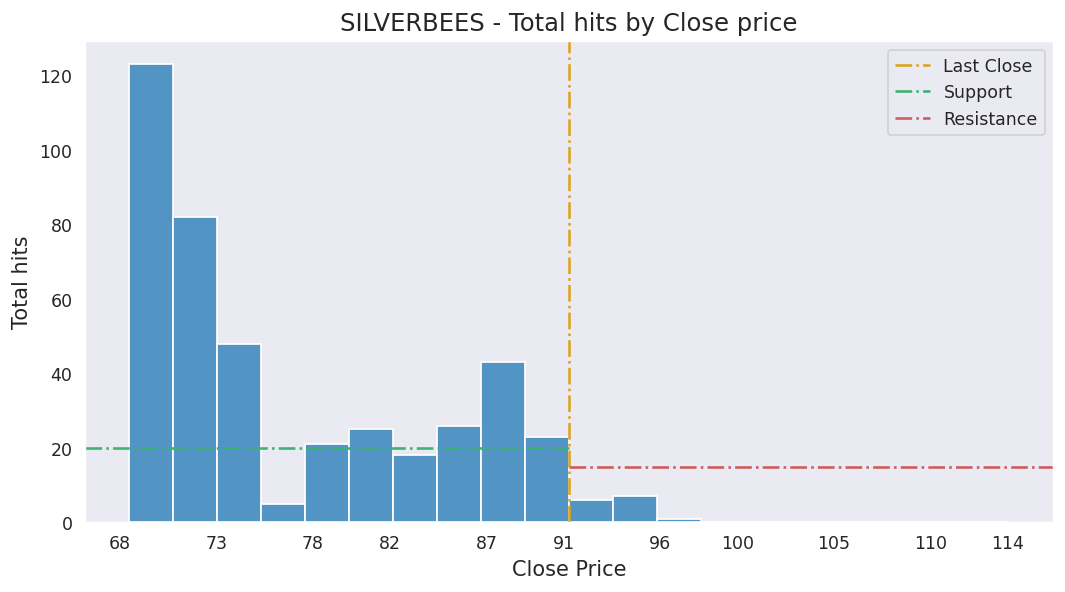 SILVERBEES - Total hits by Close price
Last Close
Support
Resistance
Total hits
120
100
80
60
40
20
0
68 73 78 82 87 91 96 100 105 110 114
Close Price